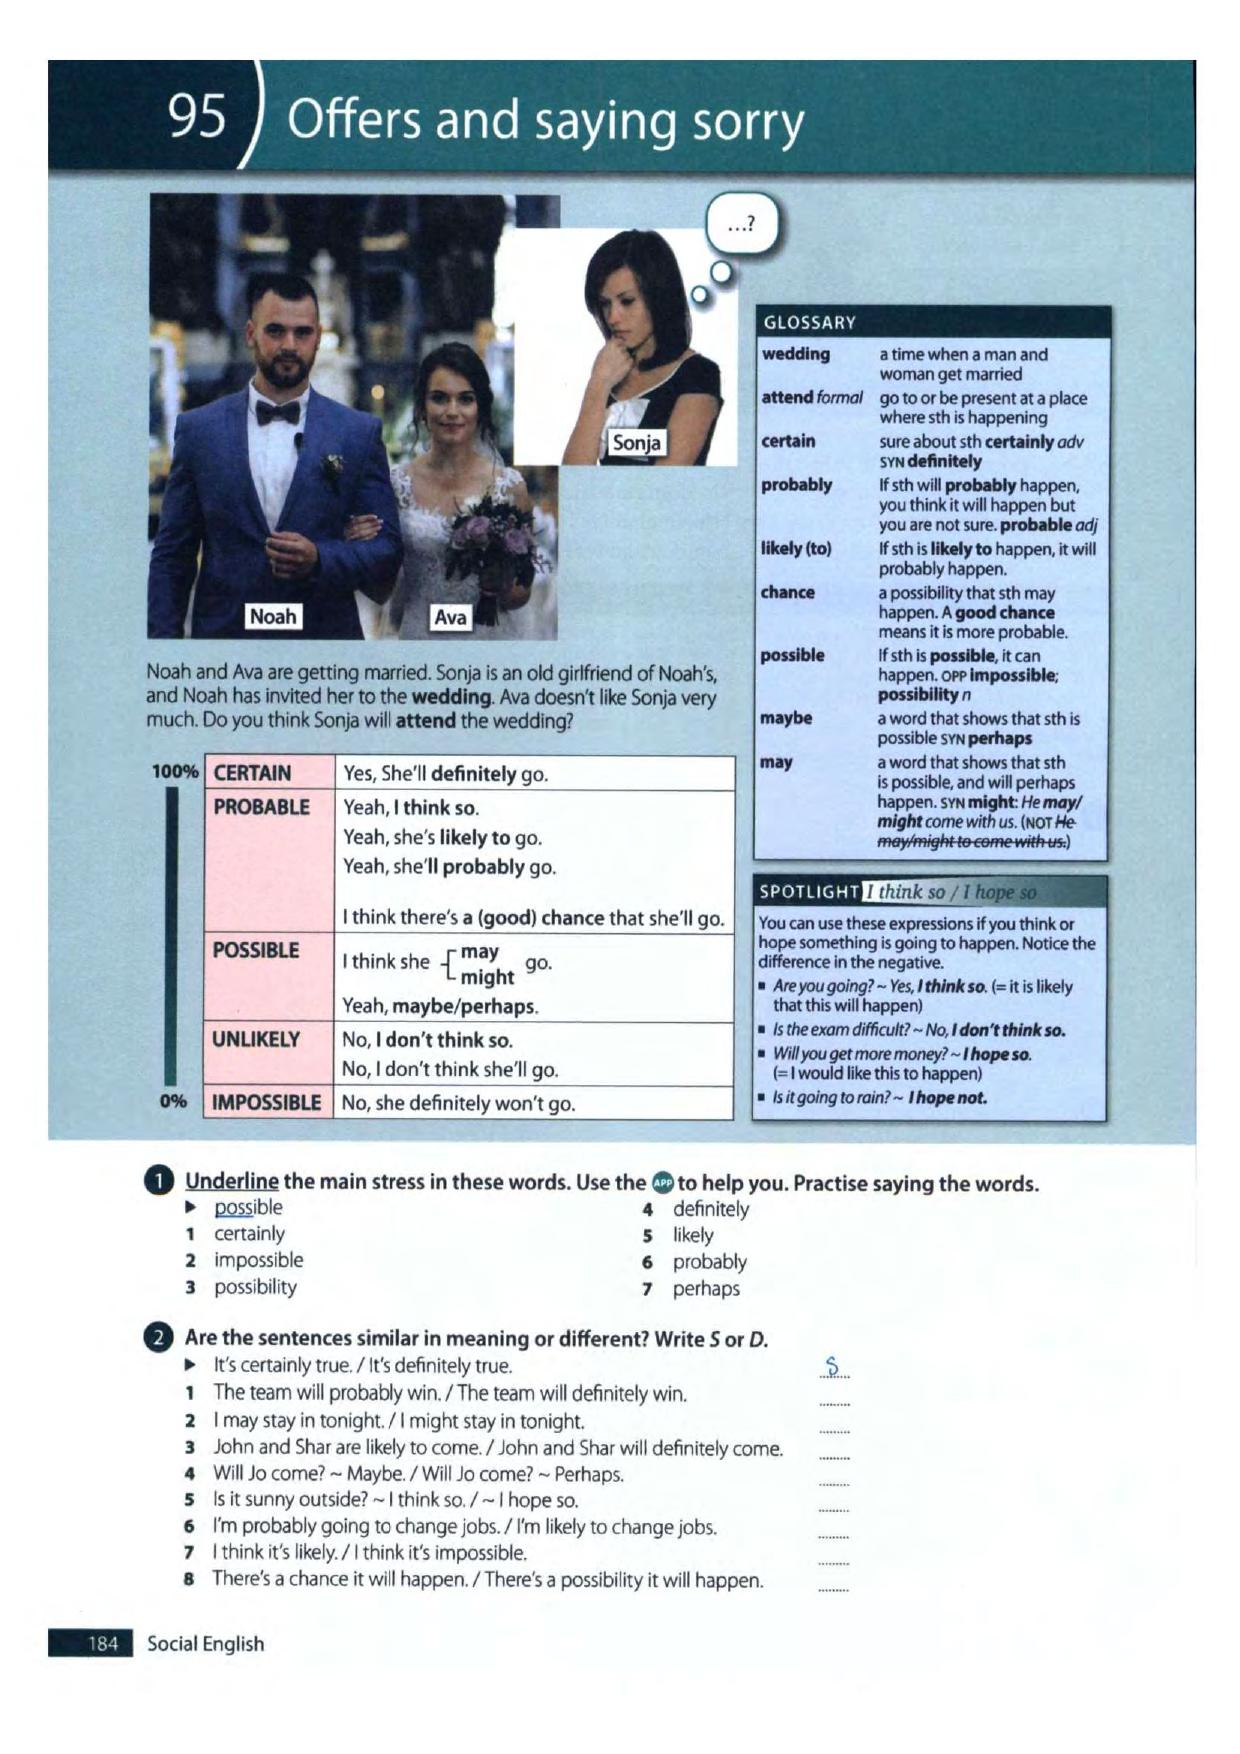 95 Offers and saying sorry
...?
Sonja
Noah
Ava
Noah and Ava are getting married. Sonja is an old girlfriend of Noah's,
and Noah has invited her to the wedding. Ava doesn't like Sonja very
much. Do you think Sonja will attend the wedding?
100% CERTAIN Yes, She'll definitely go.
PROBABLE Yeah, I think so.
Yeah, she's likely to go.
Yeah, she'll probably go.
I think there's a (good) chance that she'll go.
POSSIBLE I think she { may
might go.
Yeah, maybe/perhaps.
UNLIKELY No, I don't think so.
No, I don't think she'll go.
0% IMPOSSIBLE No, she definitely won't go.
GLOSSARY
wedding a time when a man and
woman get married
attend formal go to or be present at a place
where sth is happening
certain sure about sth certainly adv
SYN definitely
probably If sth will probably happen,
you think it will happen but
you are not sure. probable adj
likely (to) If sth is likely to happen, it will
probably happen.
chance a possibility that sth may
happen. A good chance
means it is more probable.
possible If sth is possible, it can
happen. OPP impossible;
possibility n
maybe a word that shows that sth is
possible SYN perhaps
may a word that shows that sth
is possible, and will perhaps
happen. SYN might: He may/
might come with us. (NOT He
may/might to come with us.)
SPOTLIGHT I think so / I hope so
You can use these expressions if you think or
hope something is going to happen. Notice the
difference in the negative.
▪ Are you going? ~ Yes, I think so. (= it is likely
that this will happen)
▪ Is the exam difficult? ~ No, I don't think so.
▪ Will you get more money? ~ I hope so.
(= I would like this to happen)
▪ Is it going to rain? ~ I hope not.
1 Underline the main stress in these words. Use the APP to help you. Practise saying the words.
▶ possible
1 certainly
2 impossible
3 possibility
4 definitely
5 likely
6 probably
7 perhaps
2 Are the sentences similar in meaning or different? Write S or D.
▶ It's certainly true. / It's definitely true. S
1 The team will probably win. / The team will definitely win. .........
2 I may stay in tonight. / I might stay in tonight. .........
3 John and Shar are likely to come. / John and Shar will definitely come. .........
4 Will Jo come? ~ Maybe. / Will Jo come? ~ Perhaps. .........
5 Is it sunny outside? ~ I think so. / ~ I hope so. .........
6 I'm probably going to change jobs. / I'm likely to change jobs. .........
7 I think it's likely. / I think it's impossible. .........
8 There's a chance it will happen. / There's a possibility it will happen. .........
184 Social English